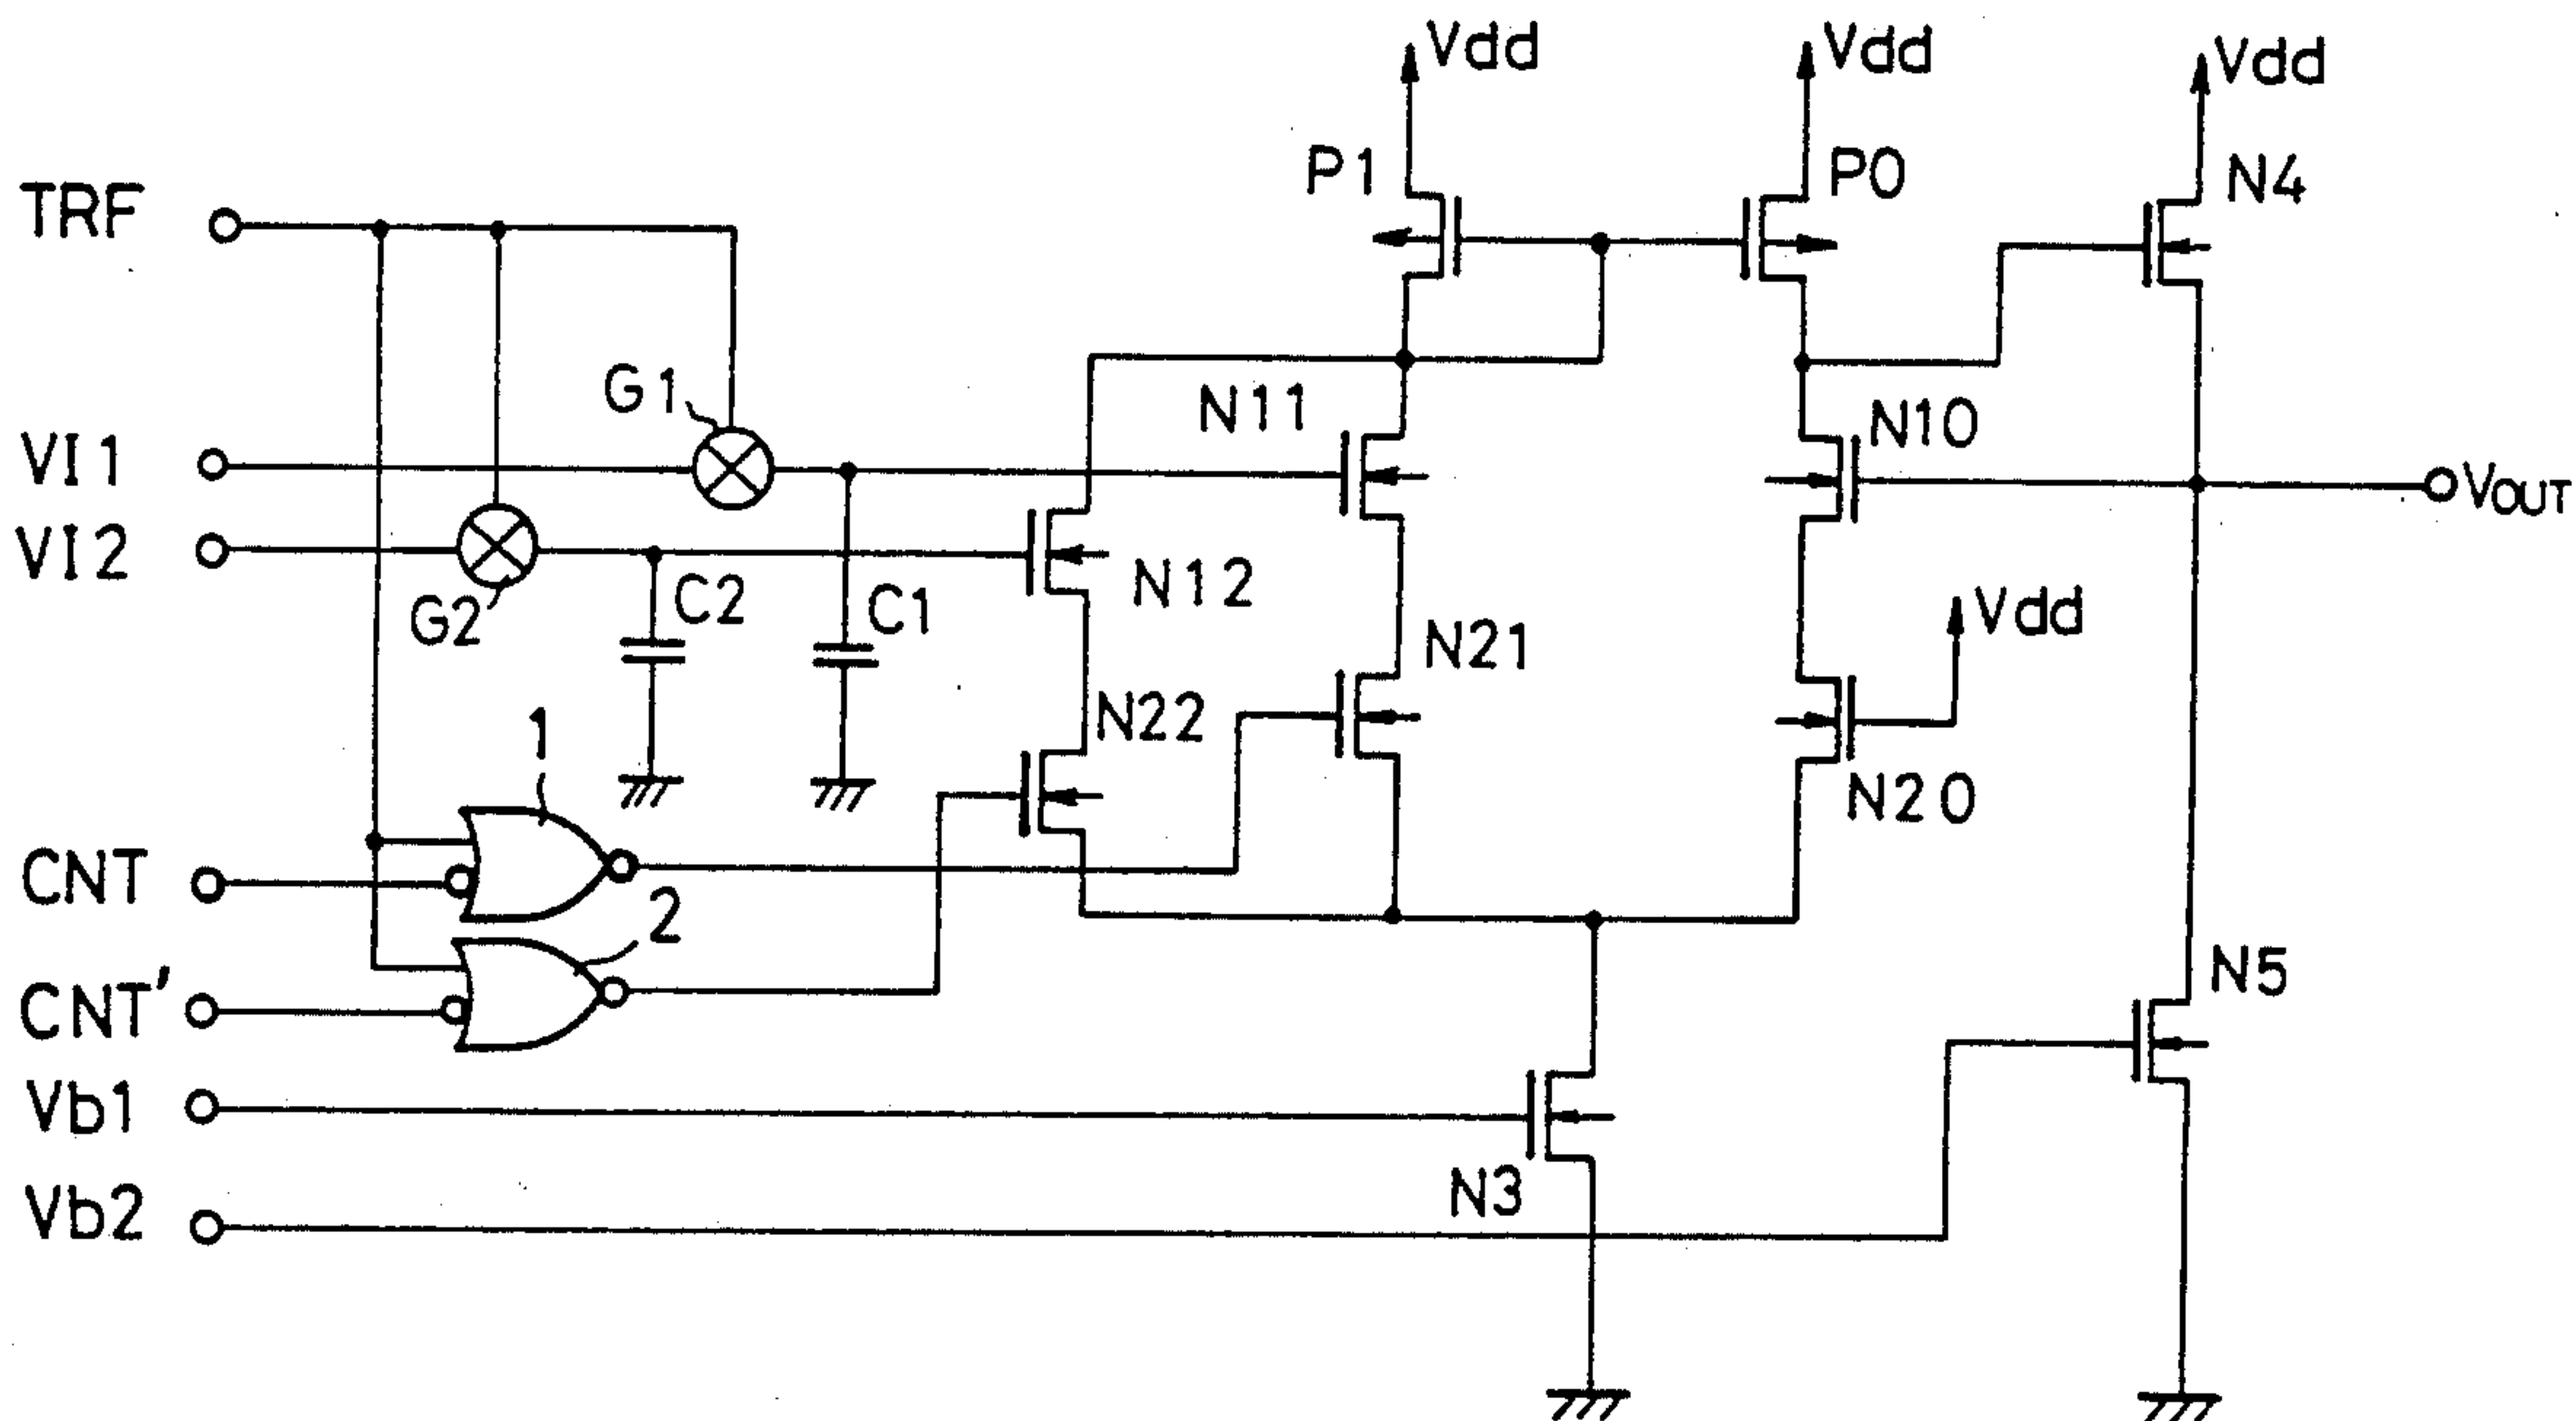 Vdd
Vdd
Vdd
P1
P0
N4
TRF
G1
N11
N10
VI1
VOUT
VI2
G2
C2
C1
N12
Vdd
N21
N22
1
N20
CNT
2
CNT'
N5
Vb1
N3
Vb2